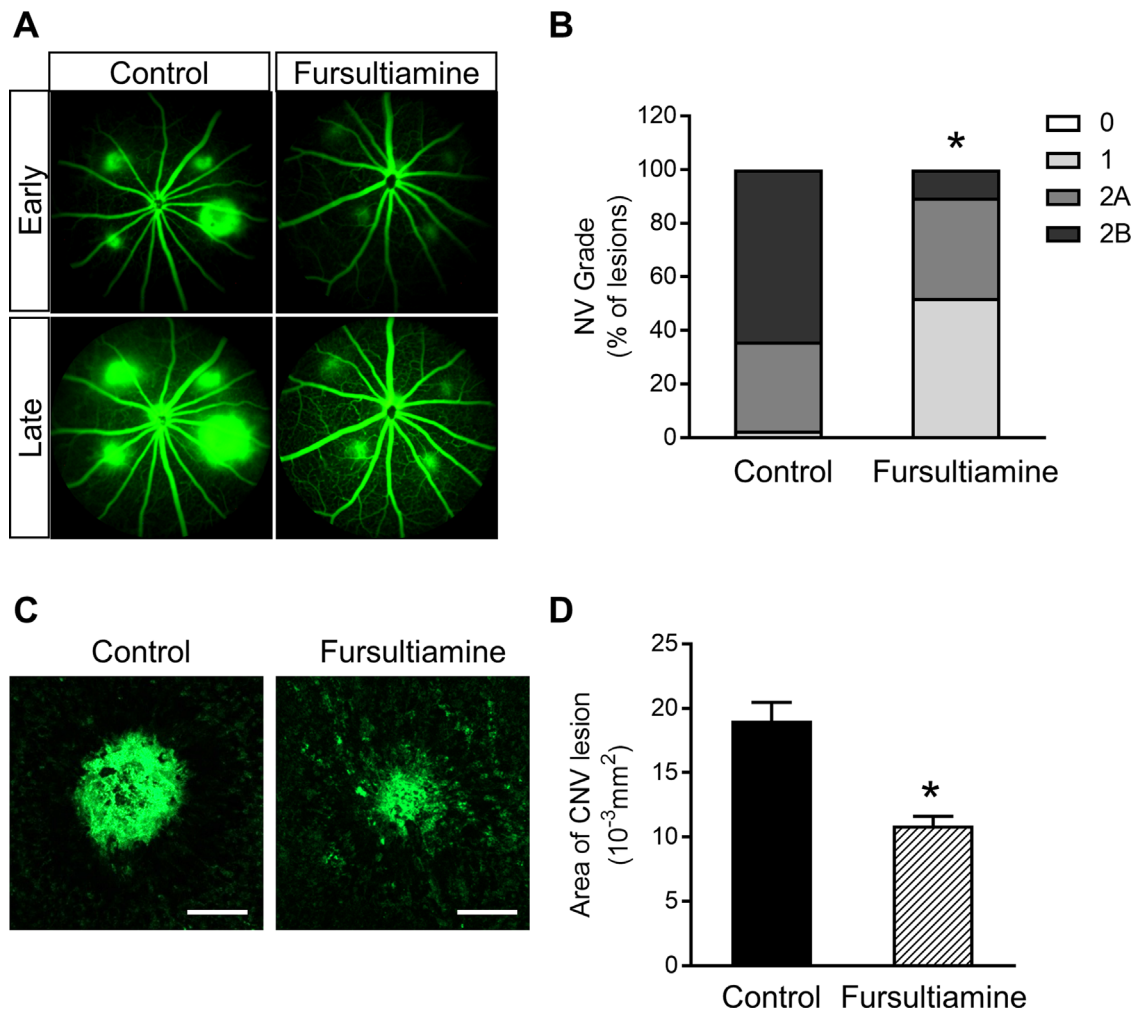 A
Control
Fursultiamine
Early
Late
B
NV Grade
(% of lesions)
120
100
80
60
40
20
0
*
Control
Fursultiamine
0
1
2A
2B
C
Control
Fursultiamine
D
Area of CNV lesion
(10⁻³mm²)
25
20
15
10
5
0
*
Control
Fursultiamine